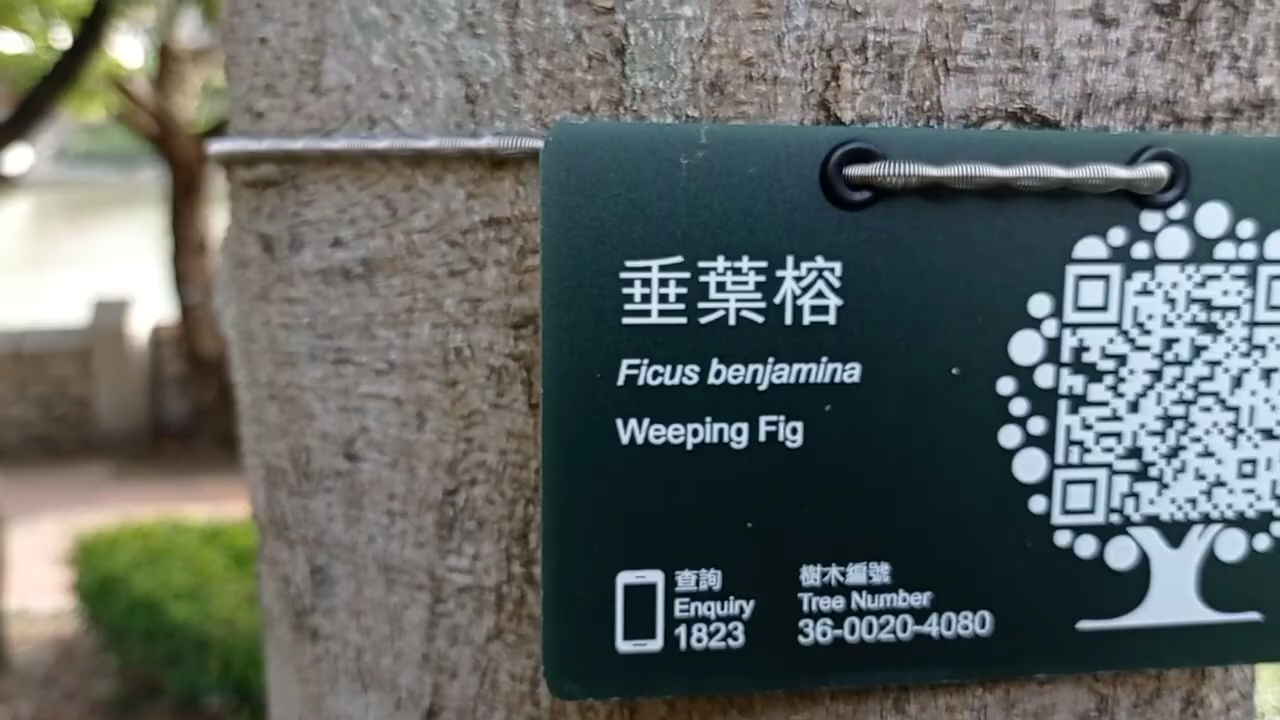 垂葉榕
Ficus benjamina
Weeping Fig
查詢
Enquiry
1823
樹木編號
Tree Number
36-0020-4080